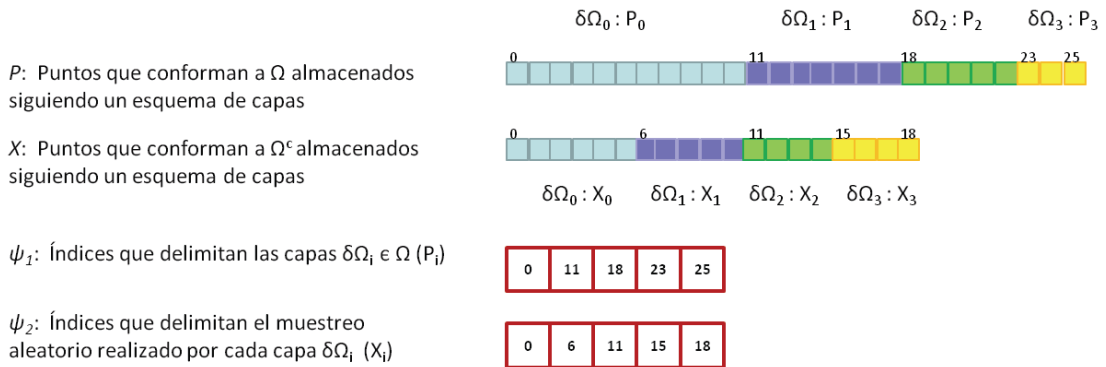 δΩ₀ : P₀ δΩ₁ : P₁ δΩ₂ : P₂ δΩ₃ : P₃
0 11 18 23 25
P: Puntos que conforman a Ω almacenados
siguiendo un esquema de capas
0 6 11 15 18
X: Puntos que conforman a Ωᶜ almacenados
siguiendo un esquema de capas
δΩ₀ : X₀ δΩ₁ : X₁ δΩ₂ : X₂ δΩ₃ : X₃
ψ₁: Índices que delimitan las capas δΩᵢ ϵ Ω (Pᵢ)
0 11 18 23 25
ψ₂: Índices que delimitan el muestreo
aleatorio realizado por cada capa δΩᵢ (Xᵢ)
0 6 11 15 18